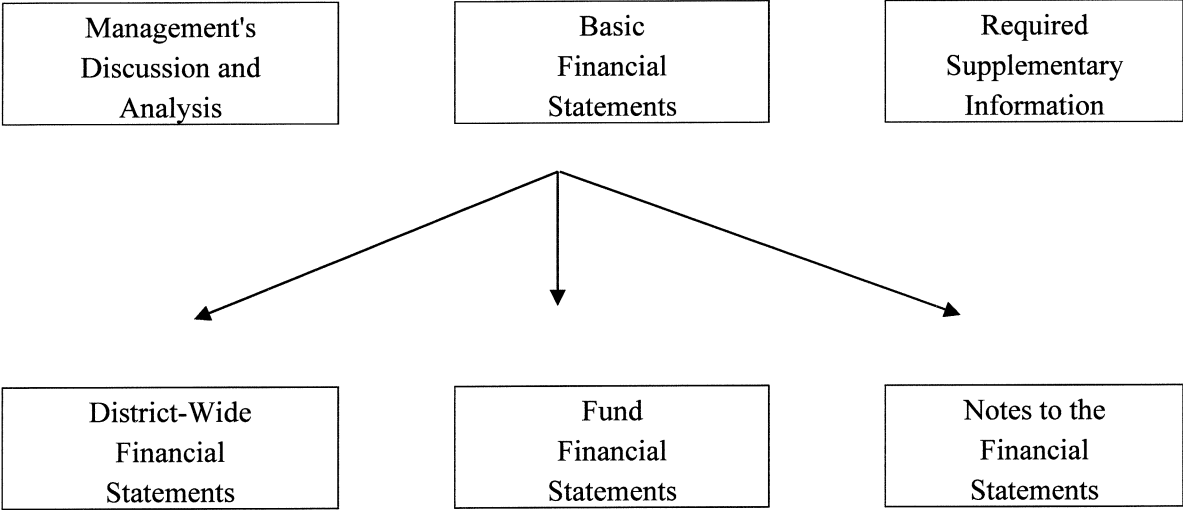 Management's
Discussion and
Analysis
Basic
Financial
Statements
Required
Supplementary
Information
District-Wide
Financial
Statements
Fund
Financial
Statements
Notes to the
Financial
Statements